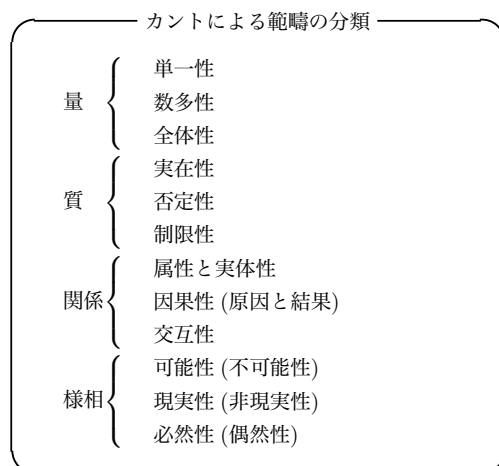 カントによる範疇の分類
単一性
量 数多性
全体性
実在性
質 否定性
制限性
属性と実体性
関係 因果性 (原因と結果)
交互性
可能性 (不可能性)
様相 現実性 (非現実性)
必然性 (偶然性)